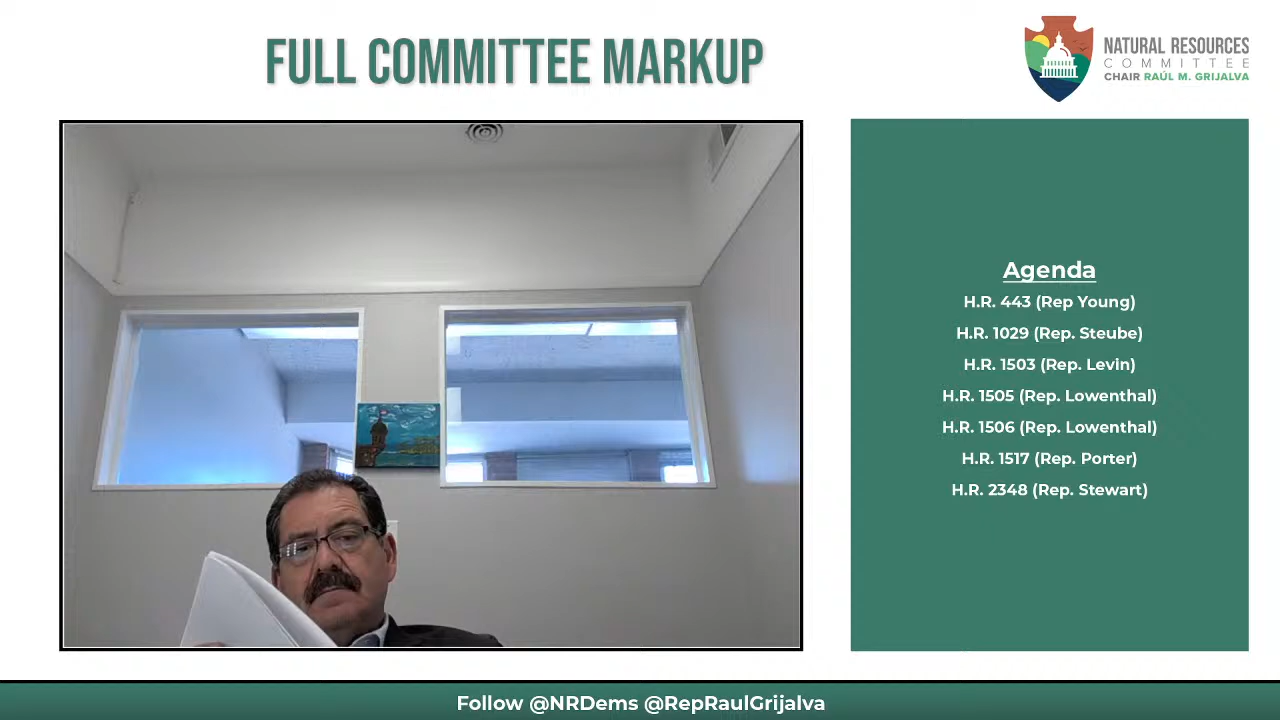 FULL COMMITTEE MARKUP
NATURAL RESOURCES
COMMITTEE
CHAIR RAÚL M. GRIJALVA
Agenda
H.R. 443 (Rep Young)
H.R. 1029 (Rep. Steube)
H.R. 1503 (Rep. Levin)
H.R. 1505 (Rep. Lowenthal)
H.R. 1506 (Rep. Lowenthal)
H.R. 1517 (Rep. Porter)
H.R. 2348 (Rep. Stewart)
Follow @NRDems @RepRaulGrijalva